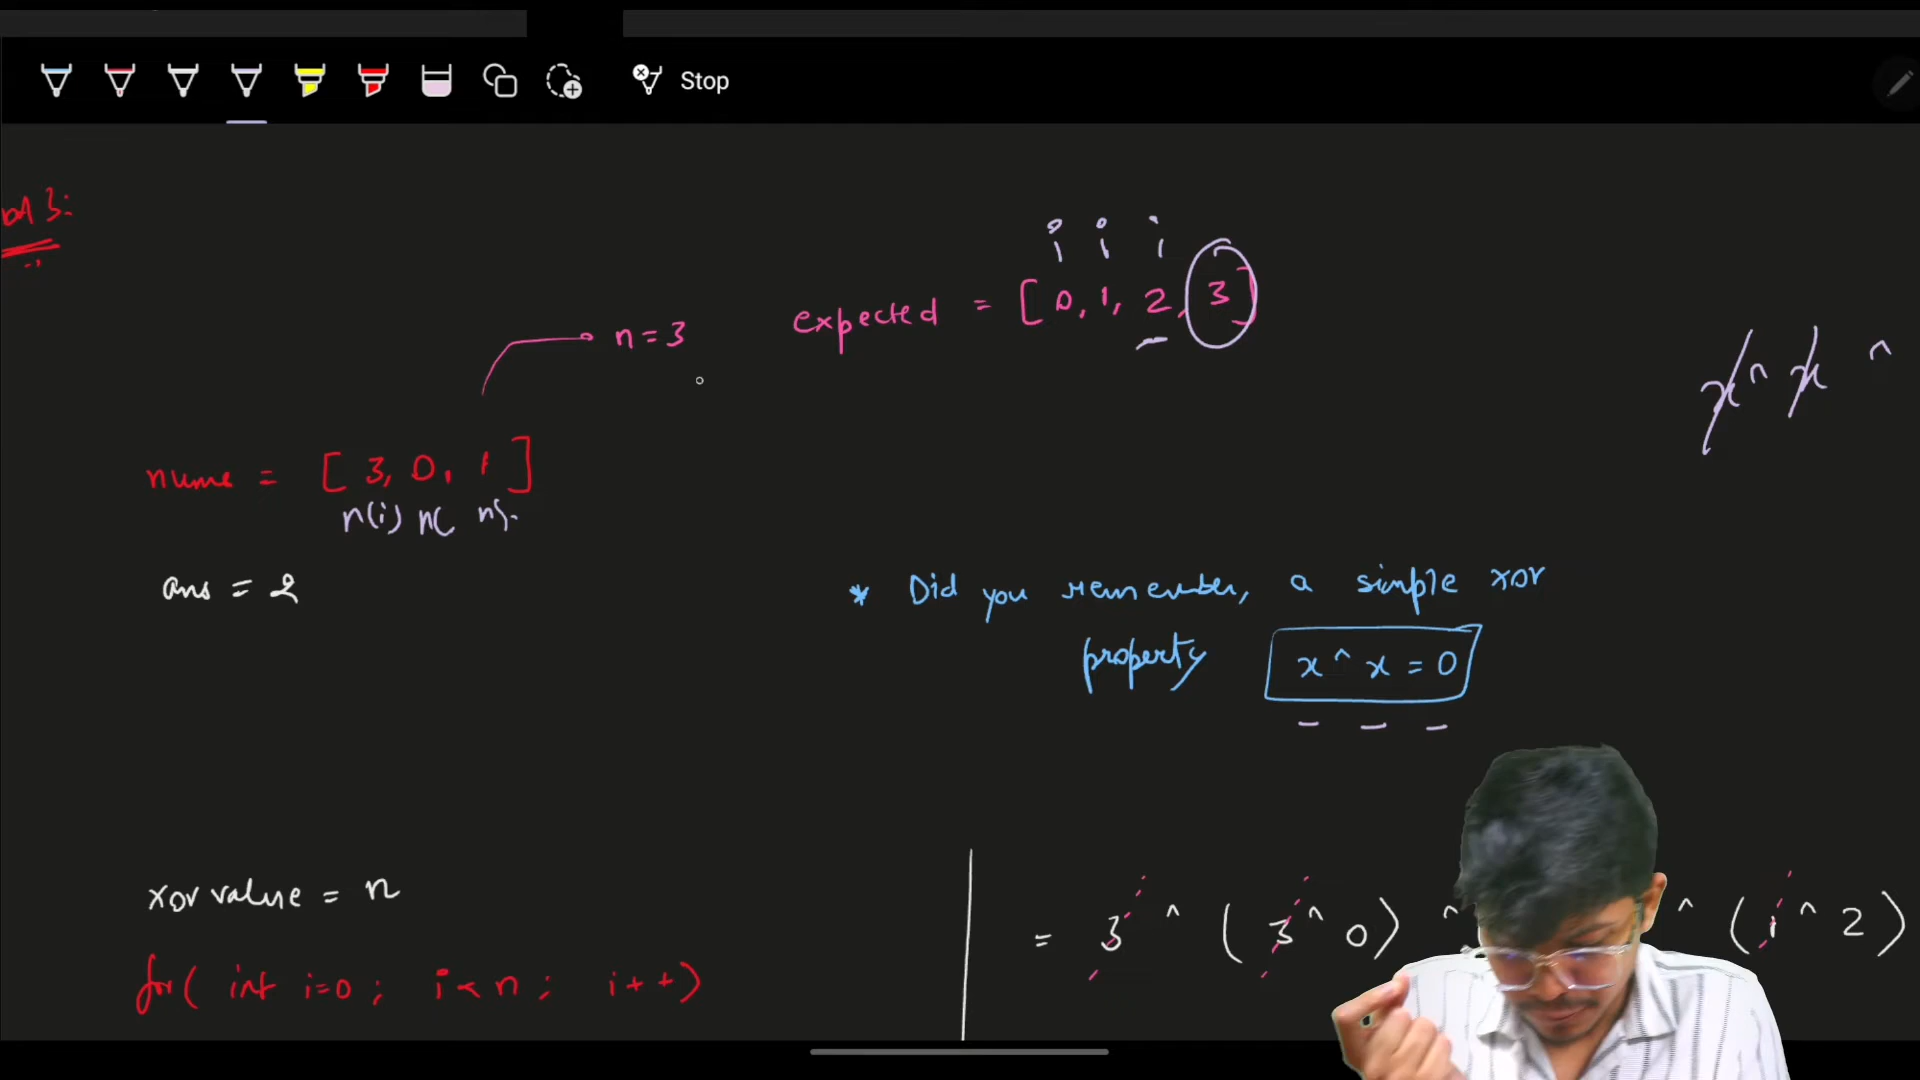 Stop
3:
i i i
expected = [ 0, 1, 2, 3 ]
n = 3
x ^ x ^
nums = [ 3, 0, 1 ]
n(i) n( n).
ans = 2
* Did you remember, a simple xor
property x ^ x = 0
xor value = n
= 3 ^ ( 3 ^ 0 ) ^ ^ ( 1 ^ 2 )
for ( int i=0 ; i < n ; i++ )